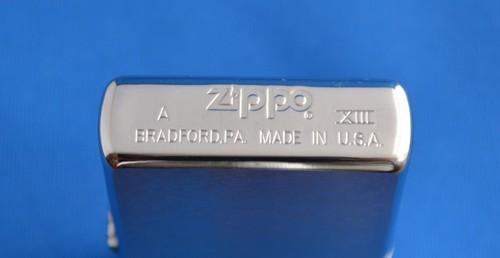 A Zippo® XIII
BRADFORD,PA. MADE IN U.S.A.